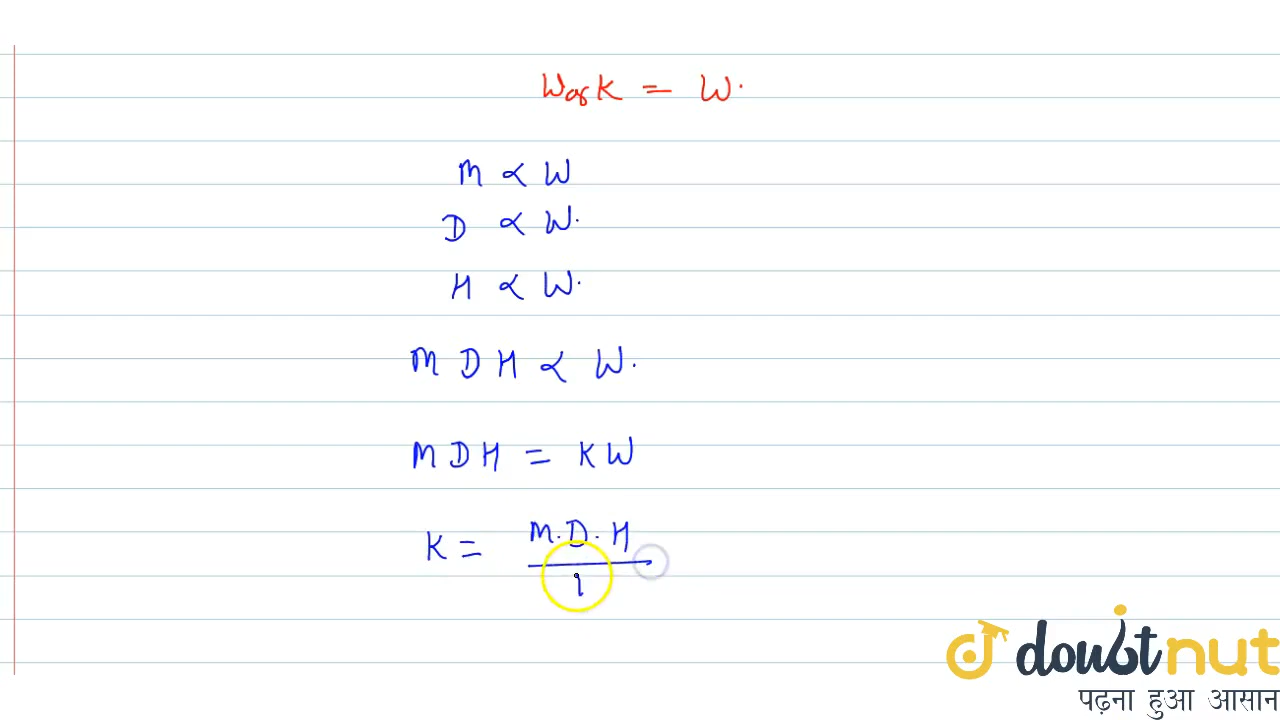 Work = W.
M ∝ W
D ∝ W.
H ∝ W.
M D H ∝ W.
M D H = K W
K = M.D.H
1
doubtnut
पढ़ना हुआ आसान